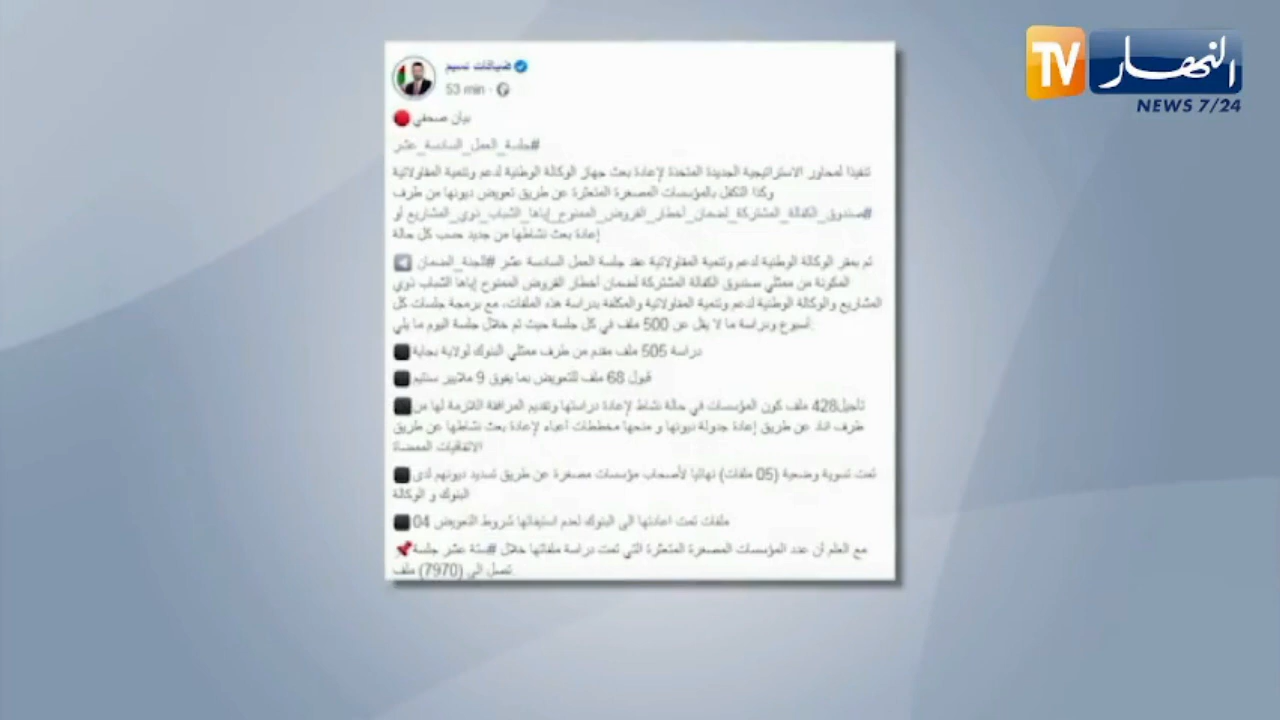 TV النهار
NEWS 7/24
ضيافات نسيم
53 min ·
بيان صحفي
#جلسة_العمل_السادسة_عشر
تنفيذا لمحاور الاستراتيجية الجديدة المتخذة لإعادة بعث جهاز الوكالة الوطنية لدعم وتنمية المقاولاتية
وكذا التكفل بالمؤسسات المصغرة المتعثرة عن طريق تعويض ديونها من طرف
#صندوق_الكفالة_المشتركة_لضمان_أخطار_القروض_الممنوح_إياها_الشباب_ذوي_المشاريع أو
إعادة بعث نشاطها من جديد حسب كل حالة
تم بمقر الوكالة الوطنية لدعم وتنمية المقاولاتية عقد جلسة العمل السادسة عشر #للجنة_الضمان
المكونة من ممثلي صندوق الكفالة المشتركة لضمان أخطار القروض الممنوح إياها الشباب ذوي
المشاريع والوكالة الوطنية لدعم وتنمية المقاولاتية والمكلفة بدراسة هذه الملفات، مع برمجة جلسات كل
أسبوع ودراسة ما لا يقل عن 500 ملف في كل جلسة حيث تم خلال جلسة اليوم ما يلي:
دراسة 505 ملف مقدم من طرف ممثلي البنوك لولاية بجاية
قبول 68 ملف للتعويض بما يفوق 9 ملايير سنتيم
تأجيل428 ملف كون المؤسسات في حالة نشاط لإعادة دراستها وتقديم المرافقة اللازمة لها من
طرف اناد عن طريق إعادة جدولة ديونها و منحها مخططات أعباء لإعادة بعث نشاطها عن طريق
الاتفاقيات الممضاة
تمت تسوية وضعية (05 ملفات) نهائيا لأصحاب مؤسسات مصغرة عن طريق تسديد ديونهم لدى
البنوك و الوكالة
04 ملفات تمت اعادتها الى البنوك لعدم استيفائها شروط التعويض
مع العلم أن عدد المؤسسات المصغرة المتعثرة التي تمت دراسة ملفاتها خلال #ستة عشر جلسة
تصل الى (7970) ملف.